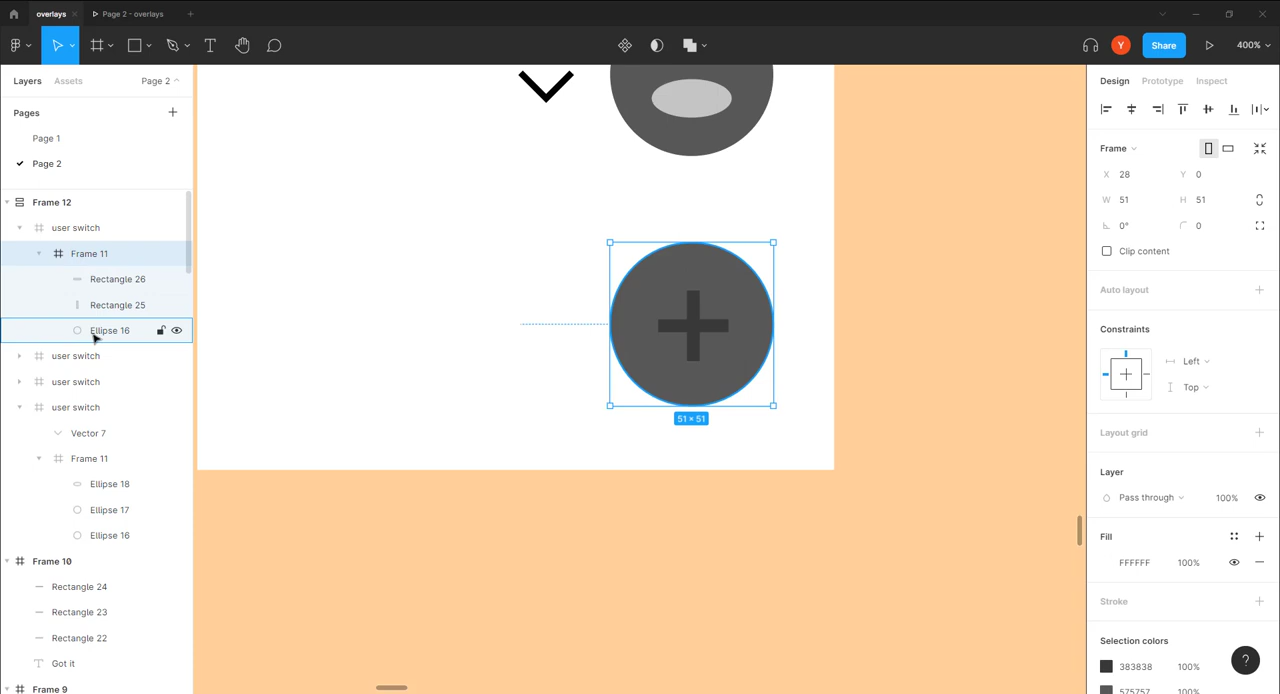 overlays
Page 2 - overlays
Y
Share
400%
Layers
Assets
Page 2
Pages
Page 1
Page 2
Frame 12
user switch
Frame 11
Rectangle 26
Rectangle 25
Ellipse 16
user switch
user switch
user switch
Vector 7
Frame 11
Ellipse 18
Ellipse 17
Ellipse 16
Frame 10
Rectangle 24
Rectangle 23
Rectangle 22
Got it
Frame 9
51 × 51
Design
Prototype
Inspect
Frame
X 28 Y 0
W 51 H 51
0° 0
Clip content
Auto layout
Constraints
Left
Top
Layout grid
Layer
Pass through 100%
Fill
FFFFFF 100%
Stroke
Selection colors
383838 100%
575757 100%
?